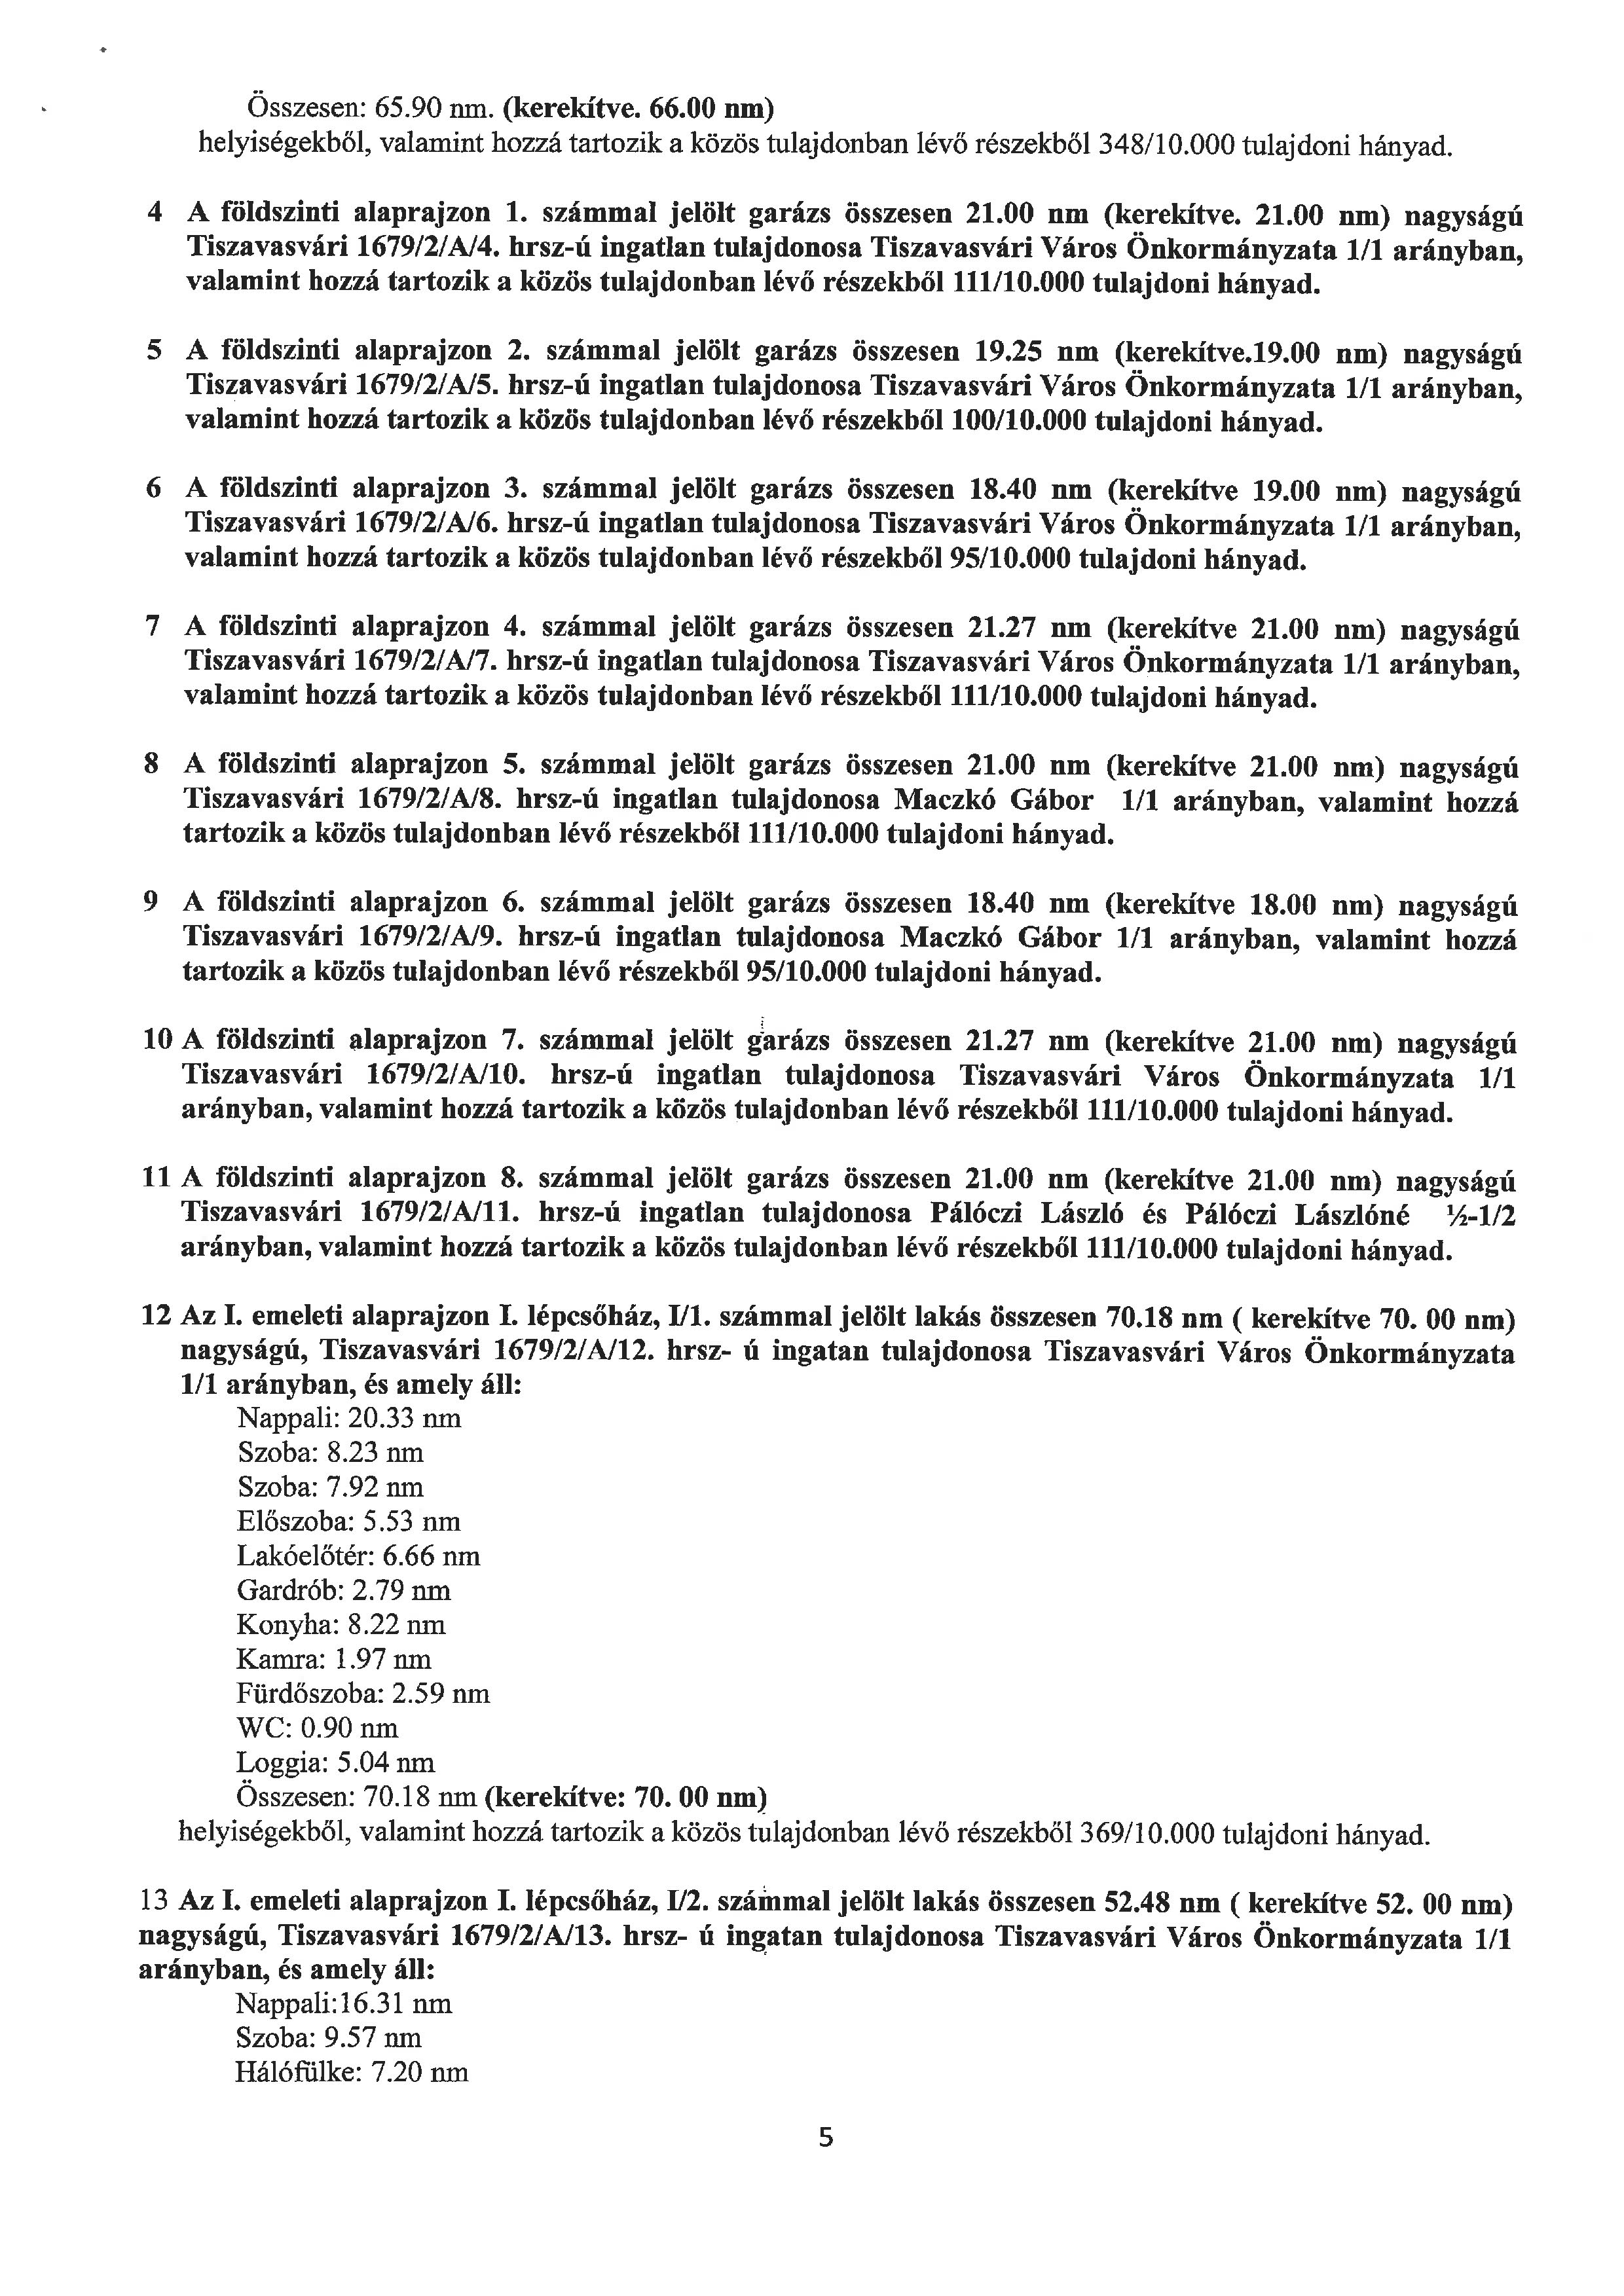 Összesen: 65.90 nm. (kerekítve. 66.00 nm)
helyiségekből, valamint hozzá tartozik a közös tulajdonban lévő részekből 348/10.000 tulajdoni hányad.
4 A földszinti alaprajzon 1. számmal jelölt garázs összesen 21.00 nm (kerekítve. 21.00 nm) nagyságú
Tiszavasvári 1679/2/A/4. hrsz-ú ingatlan tulajdonosa Tiszavasvári Város Önkormányzata 1/1 arányban,
valamint hozzá tartozik a közös tulajdonban lévő részekből 111/10.000 tulajdoni hányad.
5 A földszinti alaprajzon 2. számmal jelölt garázs összesen 19.25 nm (kerekítve.19.00 nm) nagyságú
Tiszavasvári 1679/2/A/5. hrsz-ú ingatlan tulajdonosa Tiszavasvári Város Önkormányzata 1/1 arányban,
valamint hozzá tartozik a közös tulajdonban lévő részekből 100/10.000 tulajdoni hányad.
6 A földszinti alaprajzon 3. számmal jelölt garázs összesen 18.40 nm (kerekítve 19.00 nm) nagyságú
Tiszavasvári 1679/2/A/6. hrsz-ú ingatlan tulajdonosa Tiszavasvári Város Önkormányzata 1/1 arányban,
valamint hozzá tartozik a közös tulajdonban lévő részekből 95/10.000 tulajdoni hányad.
7 A földszinti alaprajzon 4. számmal jelölt garázs összesen 21.27 nm (kerekítve 21.00 nm) nagyságú
Tiszavasvári 1679/2/A/7. hrsz-ú ingatlan tulajdonosa Tiszavasvári Város Önkormányzata 1/1 arányban,
valamint hozzá tartozik a közös tulajdonban lévő részekből 111/10.000 tulajdoni hányad.
8 A földszinti alaprajzon 5. számmal jelölt garázs összesen 21.00 nm (kerekítve 21.00 nm) nagyságú
Tiszavasvári 1679/2/A/8. hrsz-ú ingatlan tulajdonosa Maczkó Gábor 1/1 arányban, valamint hozzá
tartozik a közös tulajdonban lévő részekből 111/10.000 tulajdoni hányad.
9 A földszinti alaprajzon 6. számmal jelölt garázs összesen 18.40 nm (kerekítve 18.00 nm) nagyságú
Tiszavasvári 1679/2/A/9. hrsz-ú ingatlan tulajdonosa Maczkó Gábor 1/1 arányban, valamint hozzá
tartozik a közös tulajdonban lévő részekből 95/10.000 tulajdoni hányad.
10 A földszinti alaprajzon 7. számmal jelölt garázs összesen 21.27 nm (kerekítve 21.00 nm) nagyságú
Tiszavasvári 1679/2/A/10. hrsz-ú ingatlan tulajdonosa Tiszavasvári Város Önkormányzata 1/1
arányban, valamint hozzá tartozik a közös tulajdonban lévő részekből 111/10.000 tulajdoni hányad.
11 A földszinti alaprajzon 8. számmal jelölt garázs összesen 21.00 nm (kerekítve 21.00 nm) nagyságú
Tiszavasvári 1679/2/A/11. hrsz-ú ingatlan tulajdonosa Pálóczi László és Pálóczi Lászlóné ½-1/2
arányban, valamint hozzá tartozik a közös tulajdonban lévő részekből 111/10.000 tulajdoni hányad.
12 Az I. emeleti alaprajzon I. lépcsőház, I/1. számmal jelölt lakás összesen 70.18 nm ( kerekítve 70. 00 nm)
nagyságú, Tiszavasvári 1679/2/A/12. hrsz- ú ingatan tulajdonosa Tiszavasvári Város Önkormányzata
1/1 arányban, és amely áll:
Nappali: 20.33 nm
Szoba: 8.23 nm
Szoba: 7.92 nm
Előszoba: 5.53 nm
Lakóelőtér: 6.66 nm
Gardrób: 2.79 nm
Konyha: 8.22 nm
Kamra: 1.97 nm
Fürdőszoba: 2.59 nm
WC: 0.90 nm
Loggia: 5.04 nm
Összesen: 70.18 nm (kerekítve: 70. 00 nm)
helyiségekből, valamint hozzá tartozik a közös tulajdonban lévő részekből 369/10.000 tulajdoni hányad.
13 Az I. emeleti alaprajzon I. lépcsőház, I/2. számmal jelölt lakás összesen 52.48 nm ( kerekítve 52. 00 nm)
nagyságú, Tiszavasvári 1679/2/A/13. hrsz- ú ingatan tulajdonosa Tiszavasvári Város Önkormányzata 1/1
arányban, és amely áll:
Nappali:16.31 nm
Szoba: 9.57 nm
Hálófülke: 7.20 nm
5